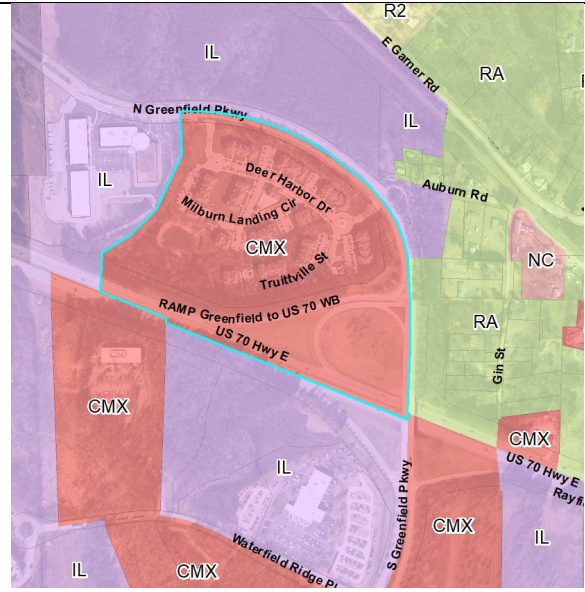 R2
IL
E Garner Rd
RA
N Greenfield Pkwy
IL
IL
Deer Harbor Dr
Auburn Rd
Milburn Landing Cir
CMX
NC
Truittville St
RAMP Greenfield to US 70 WB
RA
US 70 Hwy E
Gin St
CMX
CMX
IL
US 70 Hwy E
S Greenfield Pkwy
CMX
IL
Waterfield Ridge Pl
IL
CMX